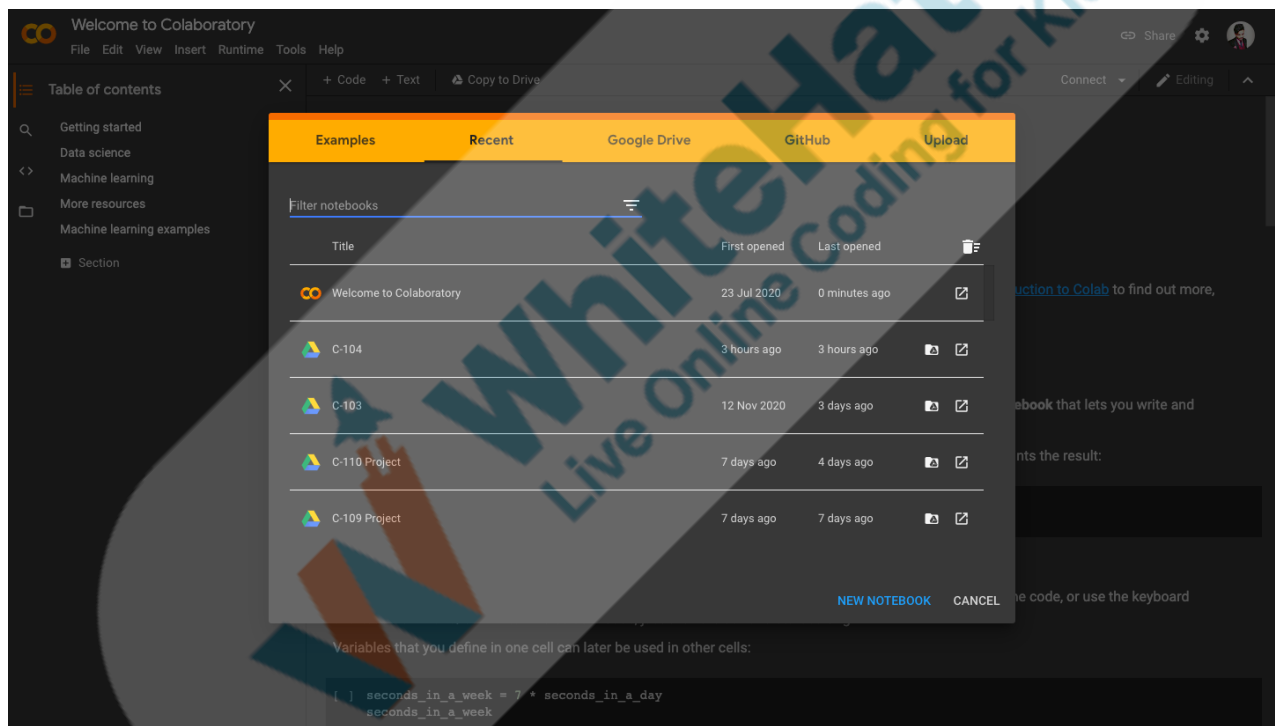 Welcome to Colaboratory
File Edit View Insert Runtime Tools Help
Share
Table of contents
+ Code + Text Copy to Drive
Connect Editing
Getting started
Data science
Machine learning
More resources
Machine learning examples
Section
Examples Recent Google Drive GitHub Upload
Filter notebooks
Title First opened Last opened
Welcome to Colaboratory 23 Jul 2020 0 minutes ago
C-104 3 hours ago 3 hours ago
C-103 12 Nov 2020 3 days ago
C-110 Project 7 days ago 4 days ago
C-109 Project 7 days ago 7 days ago
NEW NOTEBOOK CANCEL
uction to Colab to find out more,
ebook that lets you write and
nts the result:
e code, or use the keyboard
Variables that you define in one cell can later be used in other cells:
[ ] seconds_in_a_week = 7 * seconds_in_a_day
seconds_in_a_week
WhiteHat
Live Online Coding for